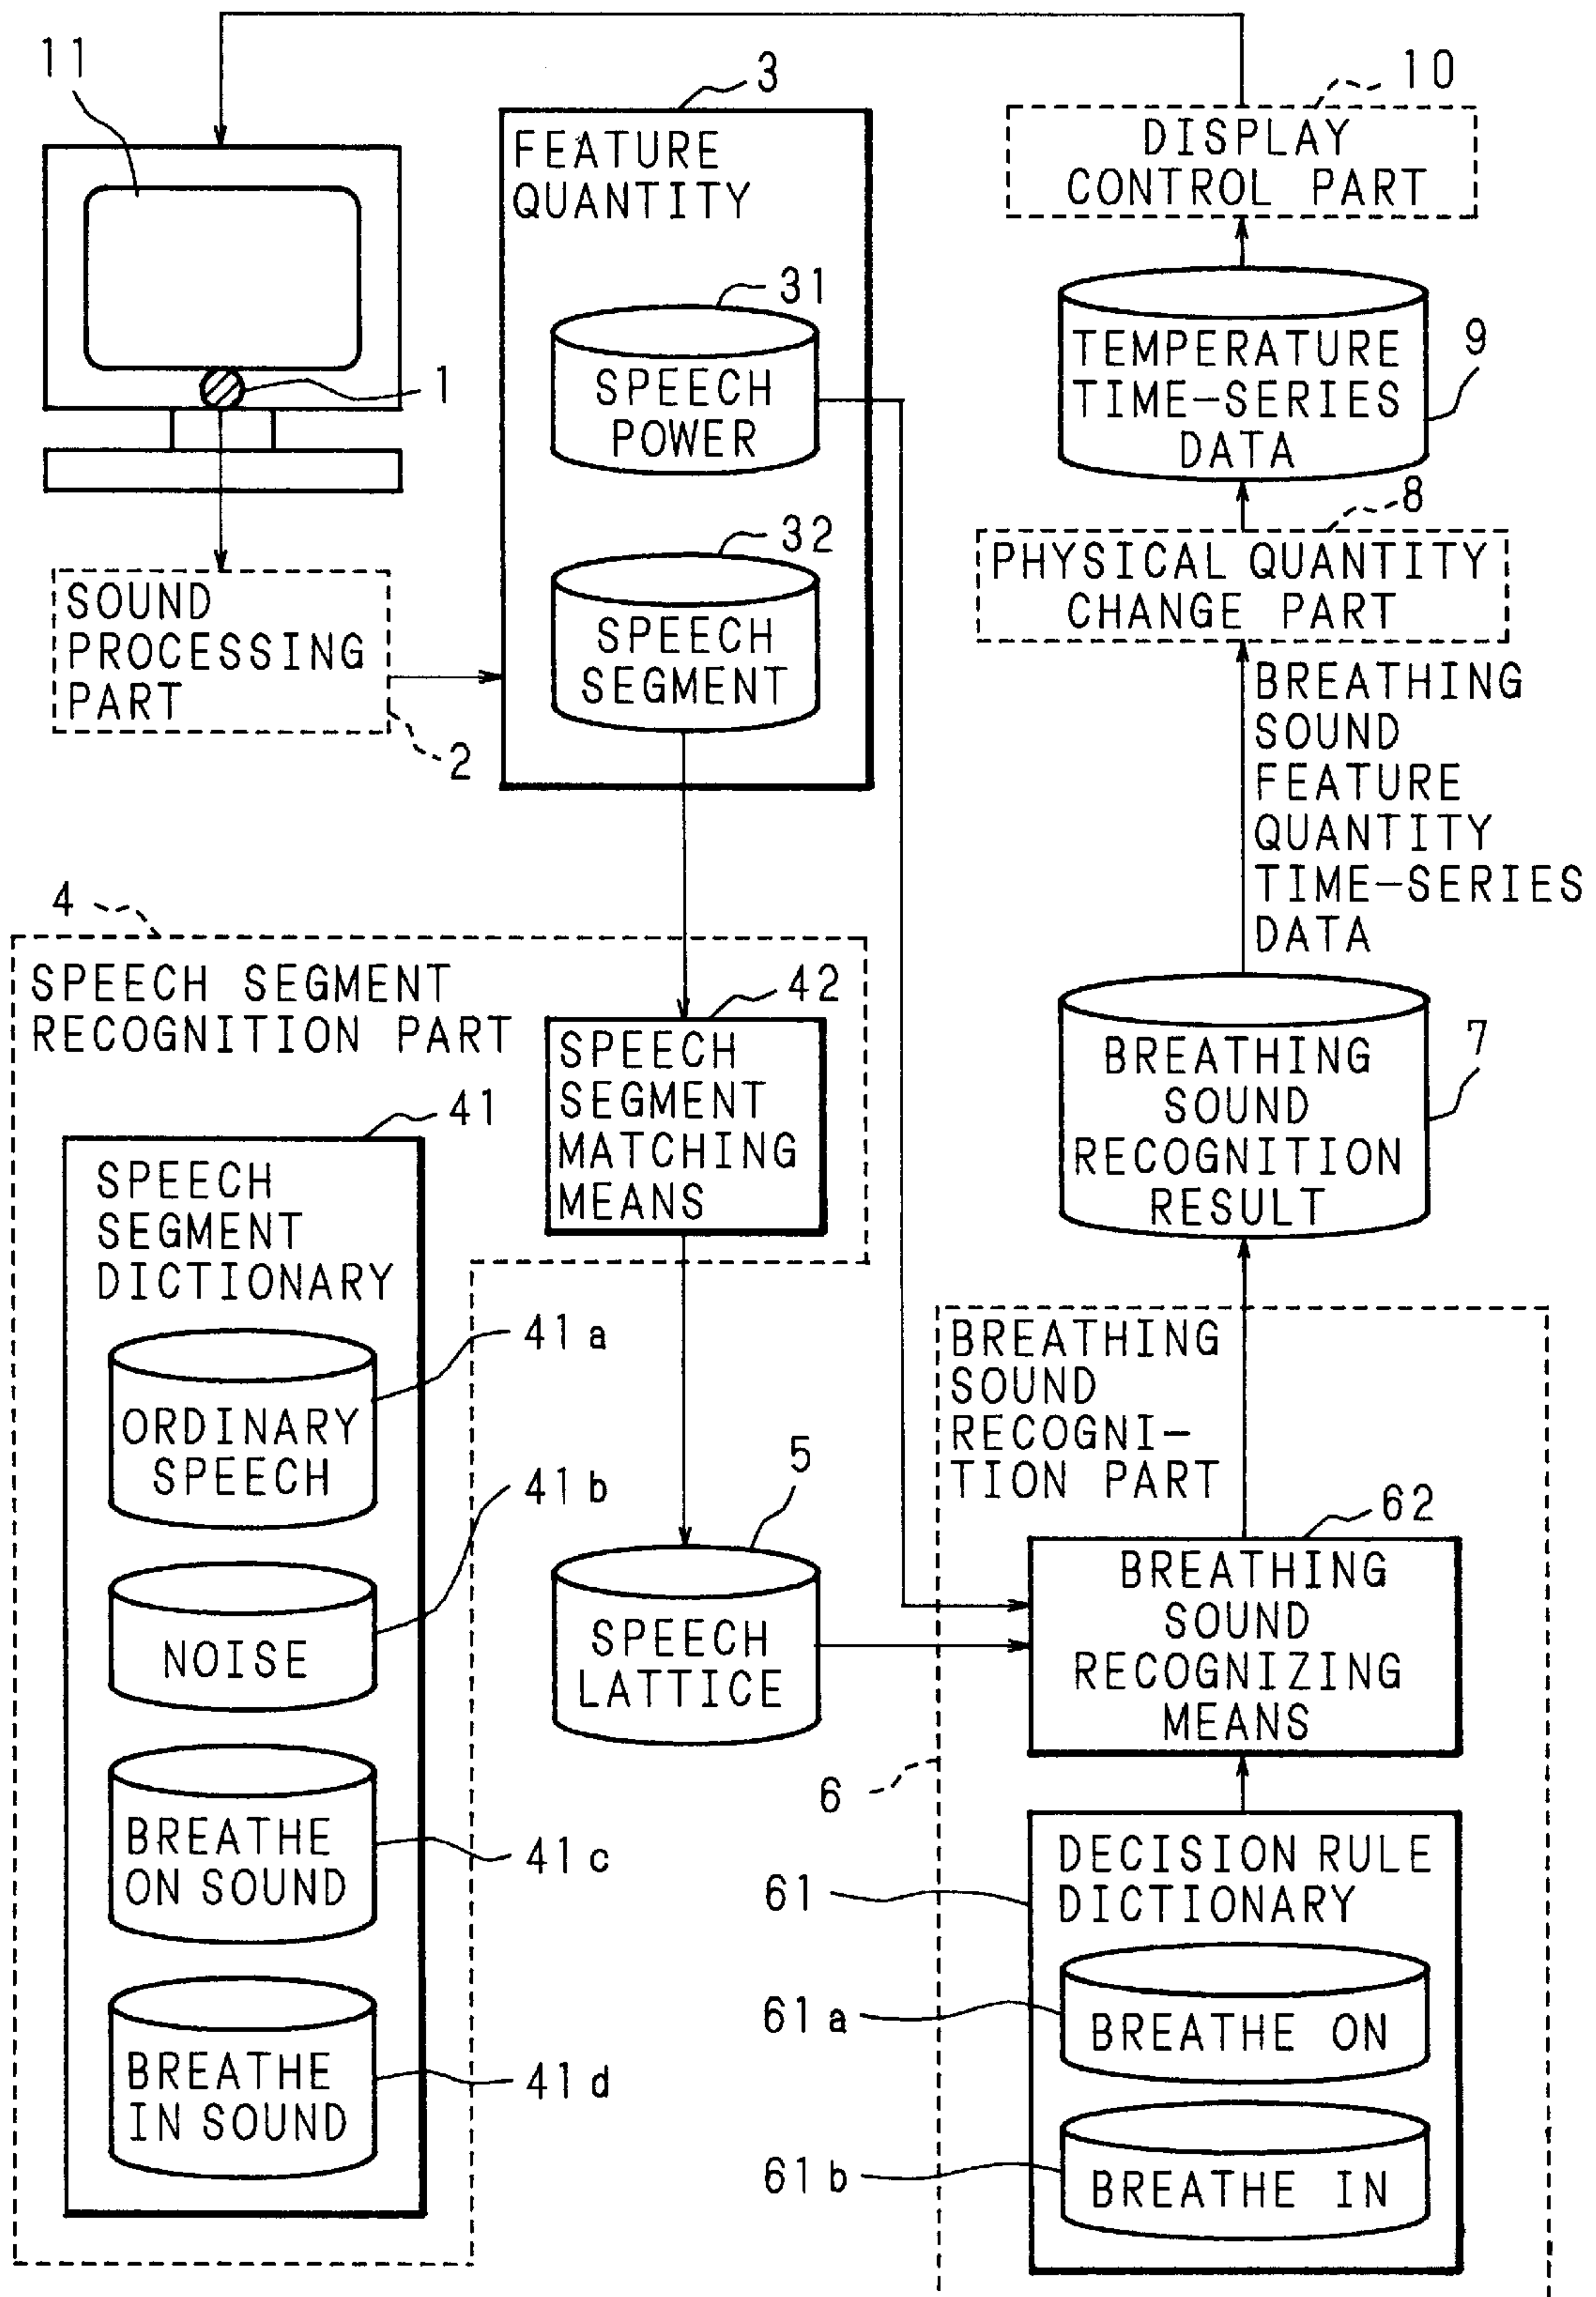 11
3
10
FEATURE
QUANTITY
DISPLAY
CONTROL PART
31
SPEECH
POWER
1
TEMPERATURE
TIME-SERIES
DATA
9
32
SPEECH
SEGMENT
8
PHYSICAL QUANTITY
CHANGE PART
SOUND
PROCESSING
PART
2
BREATHING
SOUND
FEATURE
QUANTITY
TIME-SERIES
DATA
4
SPEECH SEGMENT
RECOGNITION PART
42
SPEECH
SEGMENT
MATCHING
MEANS
7
BREATHING
SOUND
RECOGNITION
RESULT
41
SPEECH
SEGMENT
DICTIONARY
41a
ORDINARY
SPEECH
41b
NOISE
41c
BREATHE
ON SOUND
41d
BREATHE
IN SOUND
5
SPEECH
LATTICE
BREATHING
SOUND
RECOGNI-
TION PART
62
BREATHING
SOUND
RECOGNIZING
MEANS
6
61
DECISION RULE
DICTIONARY
61a
BREATHE ON
61b
BREATHE IN